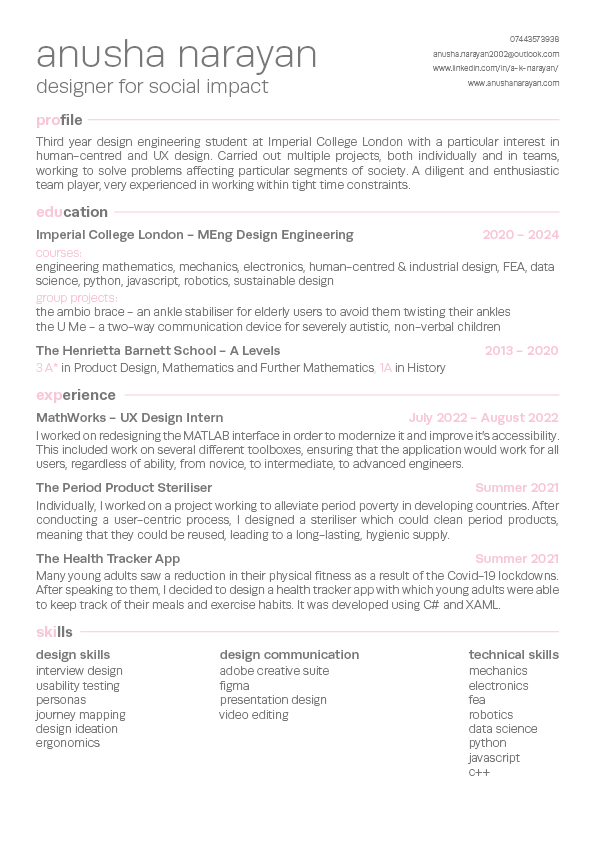 anusha narayan
designer for social impact
07443573938
anusha.narayan2002@outlook.com
www.linkedin.com/in/a-k-narayan/
www.anushanarayan.com
profile
Third year design engineering student at Imperial College London with a particular interest in
human-centred and UX design. Carried out multiple projects, both individually and in teams,
working to solve problems affecting particular segments of society. A diligent and enthusiastic
team player, very experienced in working within tight time constraints.
education
Imperial College London - MEng Design Engineering 2020 - 2024
courses:
engineering mathematics, mechanics, electronics, human-centred & industrial design, FEA, data
science, python, javascript, robotics, sustainable design
group projects:
the ambio brace - an ankle stabiliser for elderly users to avoid them twisting their ankles
the U Me - a two-way communication device for severely autistic, non-verbal children
The Henrietta Barnett School - A Levels 2013 - 2020
3 A* in Product Design, Mathematics and Further Mathematics, 1A in History
experience
MathWorks - UX Design Intern July 2022 - August 2022
I worked on redesigning the MATLAB interface in order to modernize it and improve it's accessibility.
This included work on several different toolboxes, ensuring that the application would work for all
users, regardless of ability, from novice, to intermediate, to advanced engineers.
The Period Product Steriliser Summer 2021
Individually, I worked on a project working to alleviate period poverty in developing countries. After
conducting a user-centric process, I designed a steriliser which could clean period products,
meaning that they could be reused, leading to a long-lasting, hygienic supply.
The Health Tracker App Summer 2021
Many young adults saw a reduction in their physical fitness as a result of the Covid-19 lockdowns.
After speaking to them, I decided to design a health tracker app with which young adults were able
to keep track of their meals and exercise habits. It was developed using C# and XAML.
skills
design skills
interview design
usability testing
personas
journey mapping
design ideation
ergonomics
design communication
adobe creative suite
figma
presentation design
video editing
technical skills
mechanics
electronics
fea
robotics
data science
python
javascript
c++